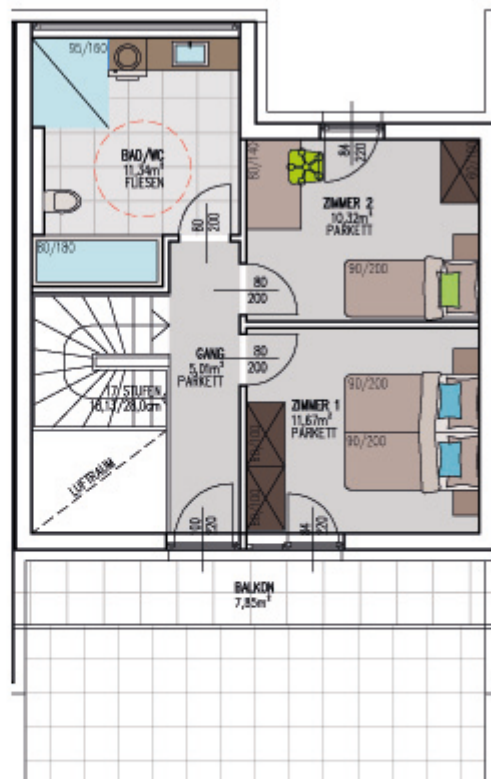 95/160
BAD/WC
11,34m²
FLIESEN
80/180
60
200
84
220
80/140
ZIMMER 2
10,32m²
PARKETT
90/200
80
200
GANG
5,01m²
PARKETT
80
200
17 STUFEN
LUFTRAUM
ZIMMER 1
11,67m²
PARKETT
90/200
90/200
100
220
84
220
BALKON
7,85m²